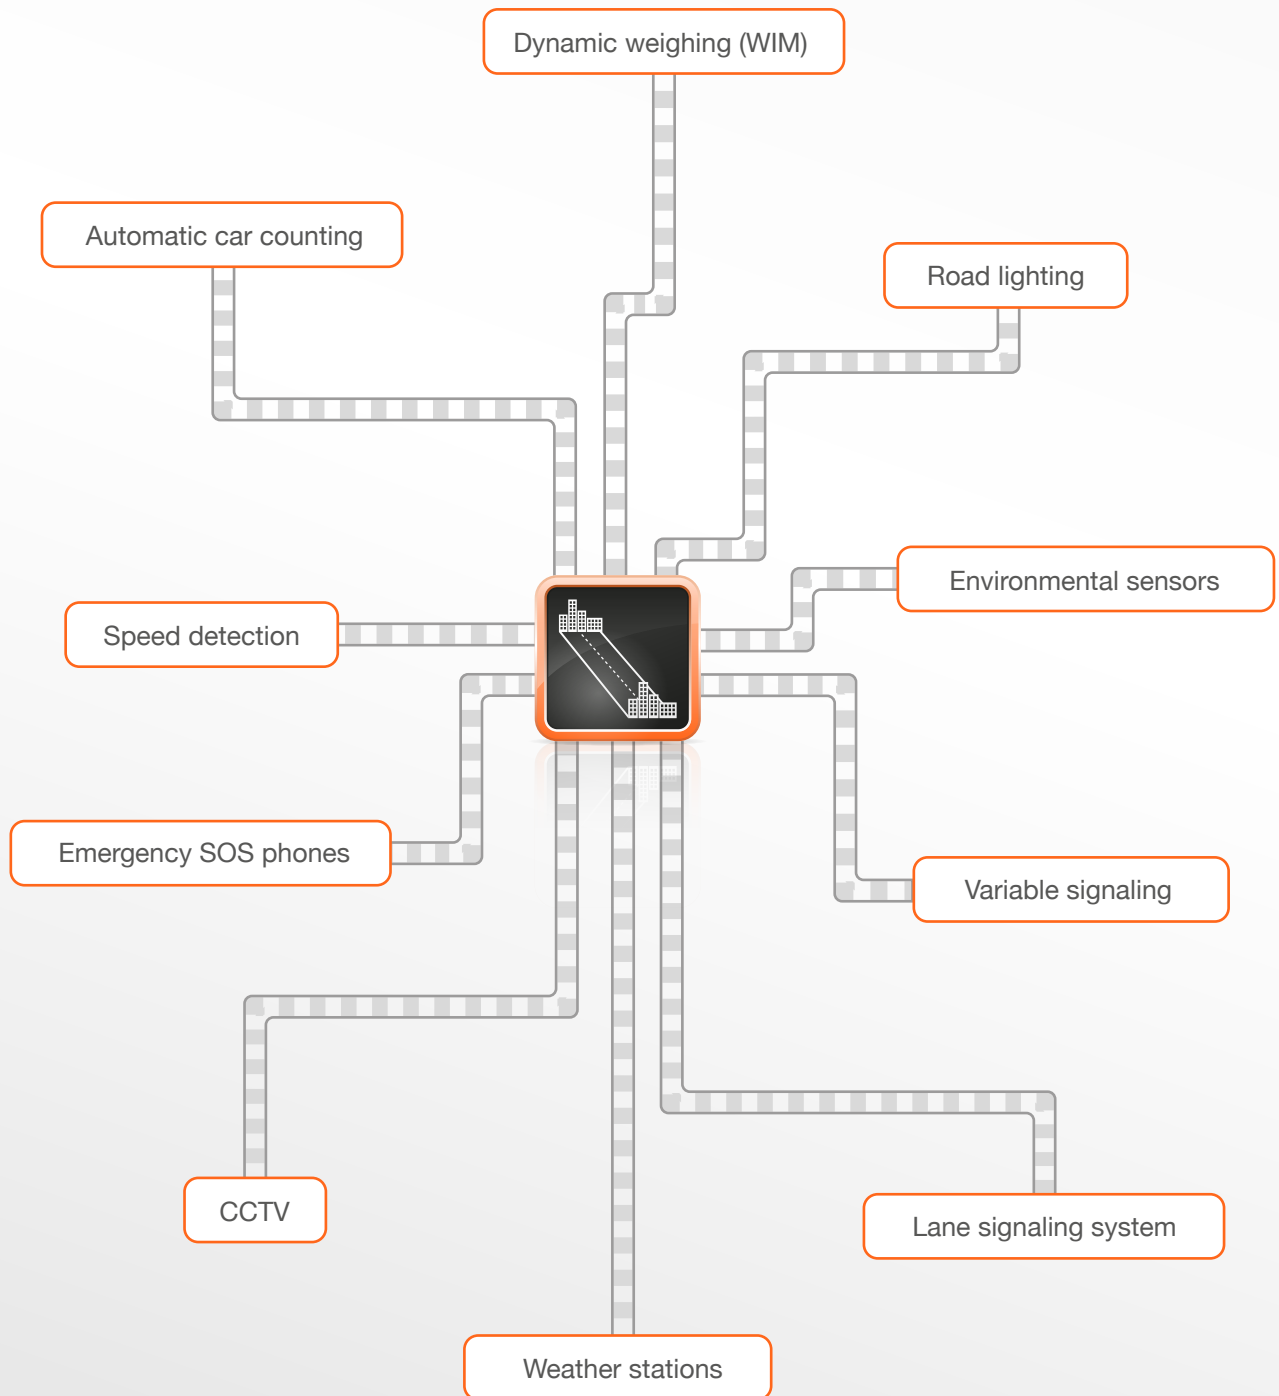 Dynamic weighing (WIM)
Automatic car counting
Road lighting
Environmental sensors
Speed detection
Emergency SOS phones
Variable signaling
CCTV
Lane signaling system
Weather stations